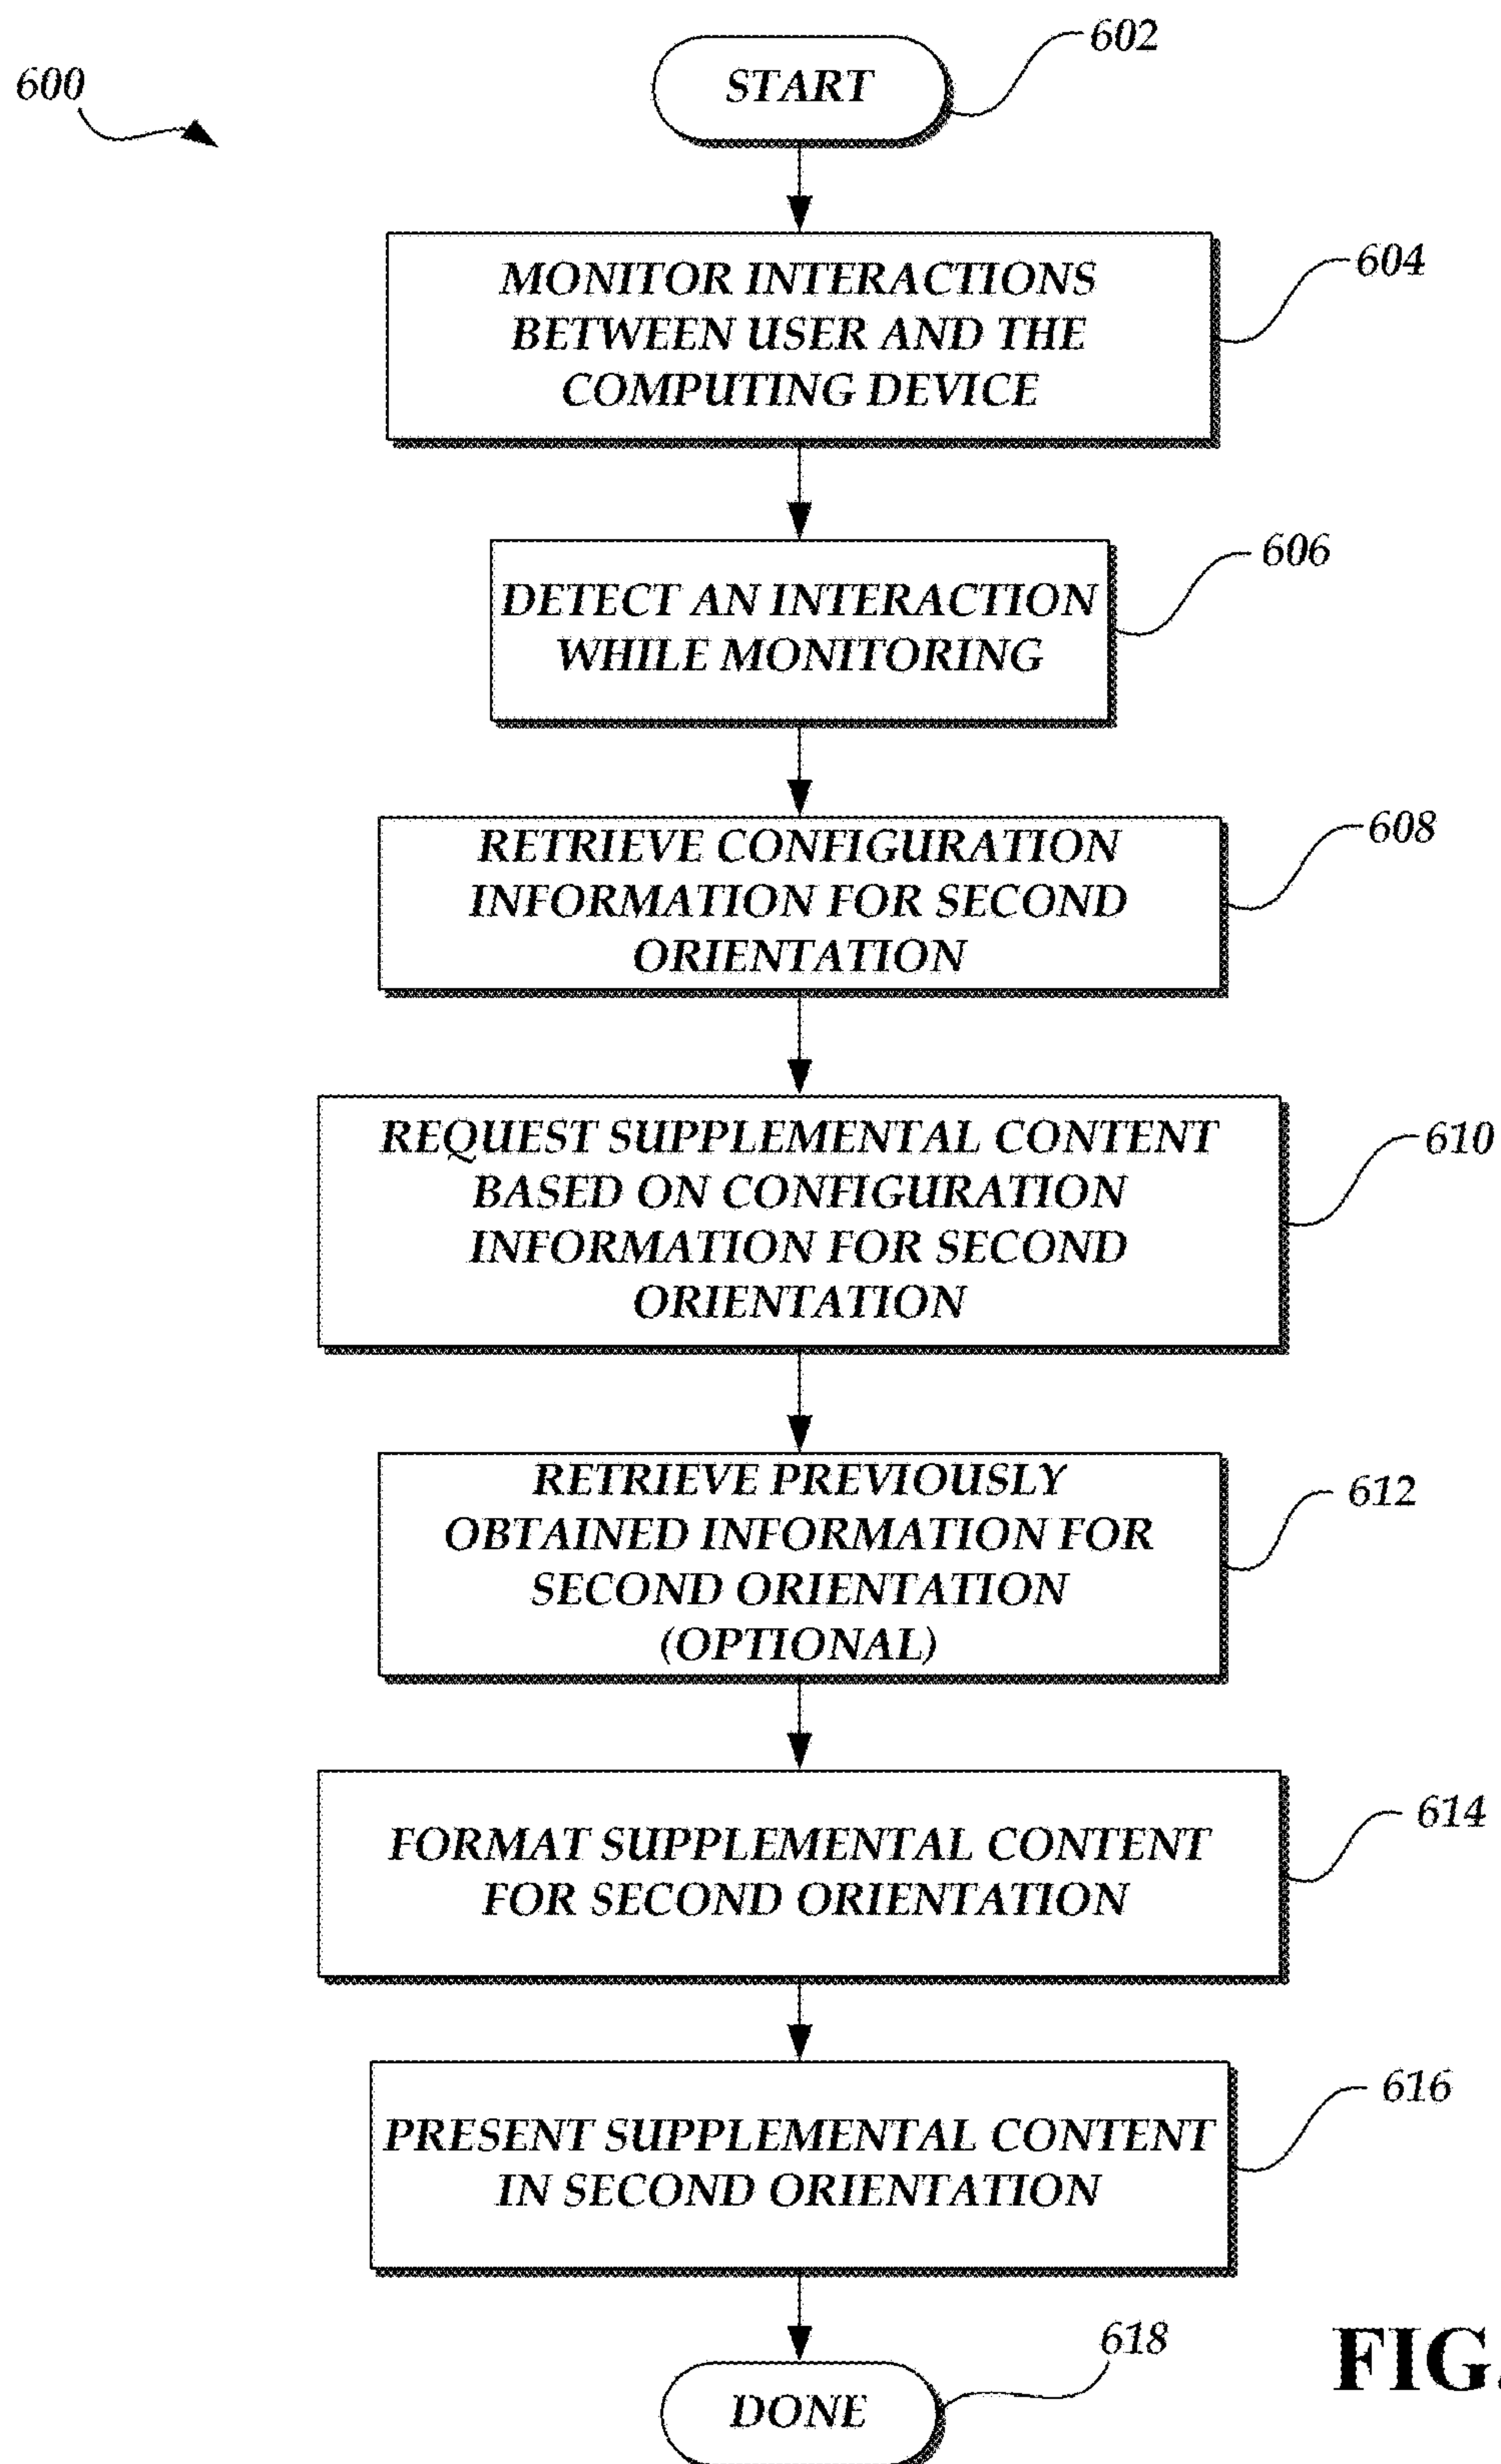 600
START
602
MONITOR INTERACTIONS
BETWEEN USER AND THE
COMPUTING DEVICE
604
DETECT AN INTERACTION
WHILE MONITORING
606
RETRIEVE CONFIGURATION
INFORMATION FOR SECOND
ORIENTATION
608
REQUEST SUPPLEMENTAL CONTENT
BASED ON CONFIGURATION
INFORMATION FOR SECOND
ORIENTATION
610
RETRIEVE PREVIOUSLY
OBTAINED INFORMATION FOR
SECOND ORIENTATION
(OPTIONAL)
612
FORMAT SUPPLEMENTAL CONTENT
FOR SECOND ORIENTATION
614
PRESENT SUPPLEMENTAL CONTENT
IN SECOND ORIENTATION
616
DONE
618
FIG.